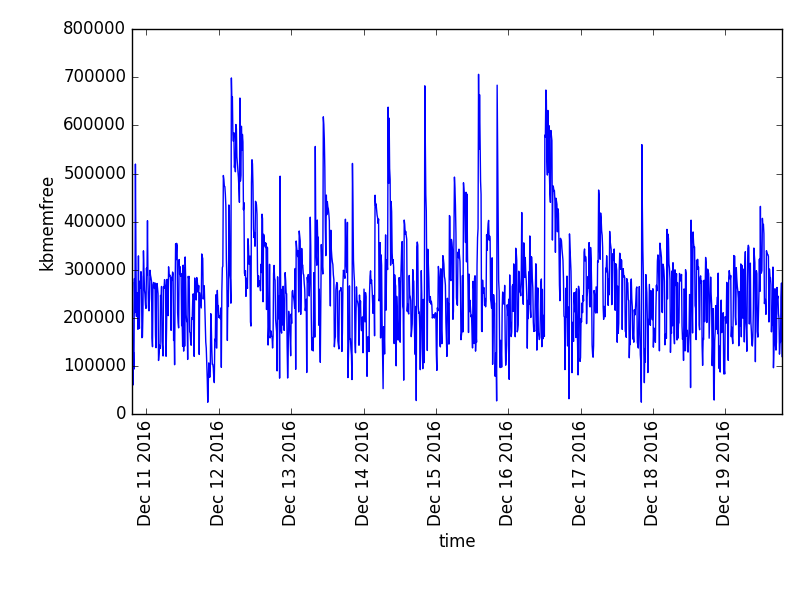 800000
700000
600000
500000
400000
300000
200000
100000
0
kbmemfree
Dec 11 2016
Dec 12 2016
Dec 13 2016
Dec 14 2016
Dec 15 2016
Dec 16 2016
Dec 17 2016
Dec 18 2016
Dec 19 2016
time